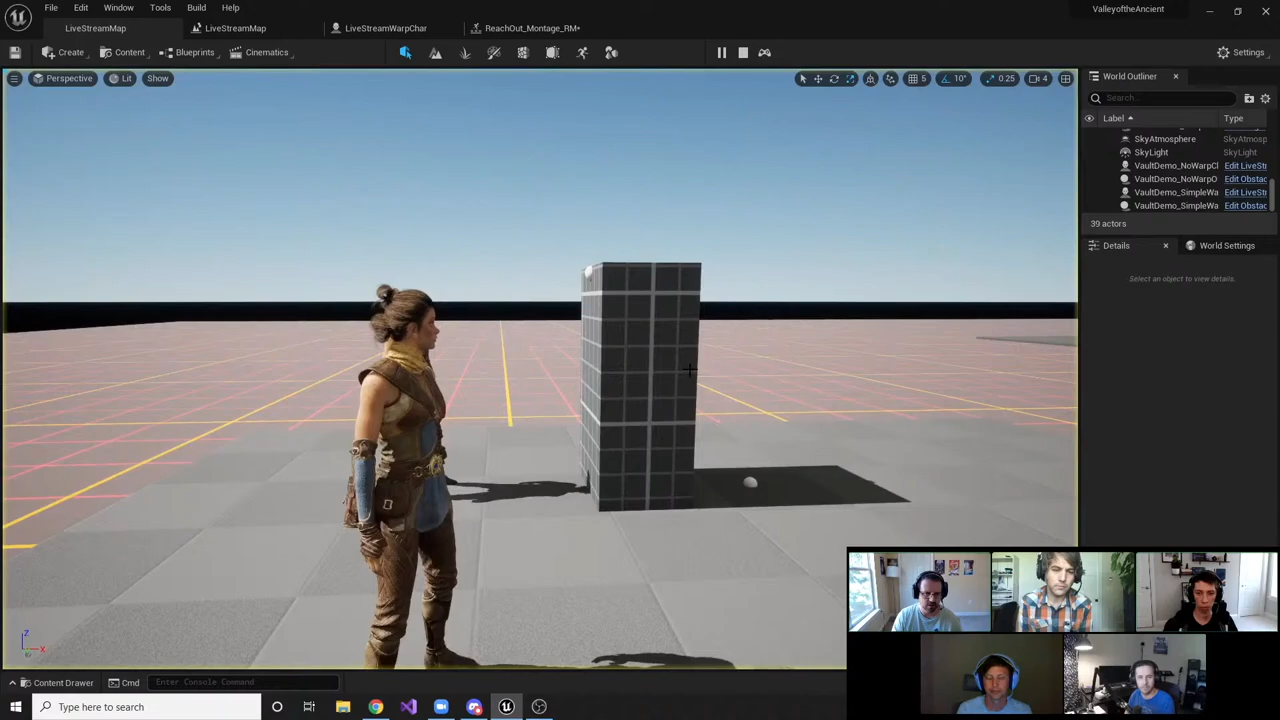 File Edit Window Tools Build Help
ValleyoftheAncient
LiveStreamMap LiveStreamMap LiveStreamWarpChar ReachOut_Montage_RM*
Create Content Blueprints Cinematics Settings
Perspective Lit Show 5 10° 0.25 4
World Outliner
Search...
Label Type
SkyAtmosphere SkyAtmosp
SkyLight SkyLight
VaultDemo_NoWarpCl Edit LiveStr
VaultDemo_NoWarpO Edit Obstac
VaultDemo_SimpleWa Edit LiveStr
VaultDemo_SimpleWa Edit Obstac
39 actors
Details World Settings
Select an object to view details.
Z
X
Content Drawer Cmd Enter Console Command
Type here to search